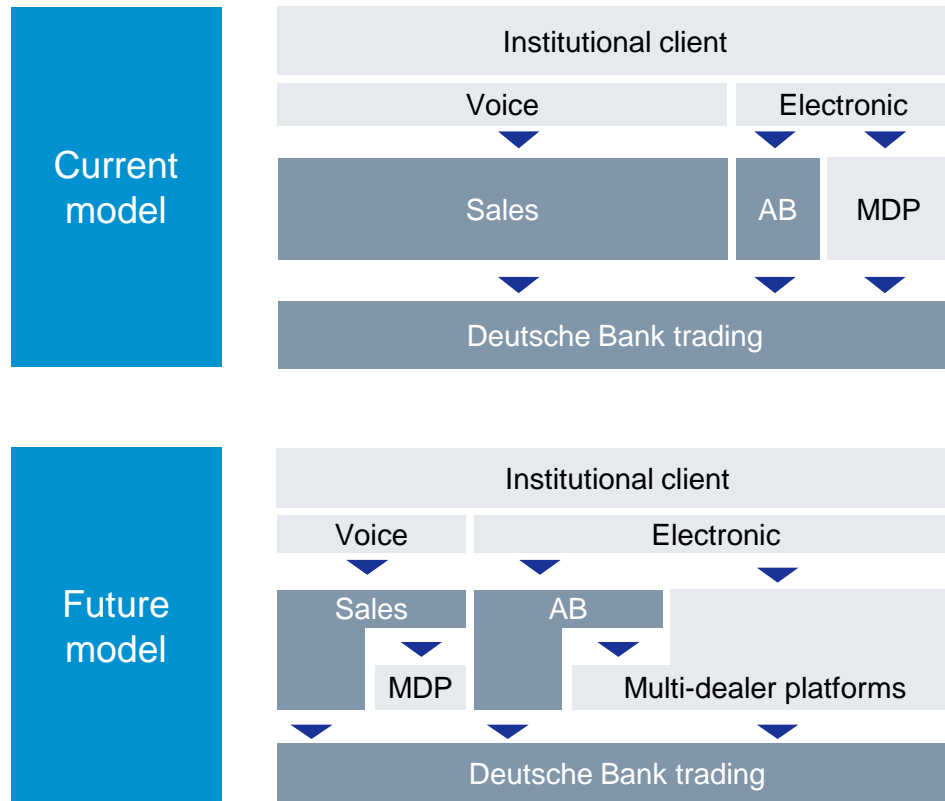 Current
model
Institutional client
Voice
Electronic
Sales
AB
MDP
Deutsche Bank trading
Future
model
Institutional client
Voice
Electronic
Sales
AB
MDP
Multi-dealer platforms
Deutsche Bank trading